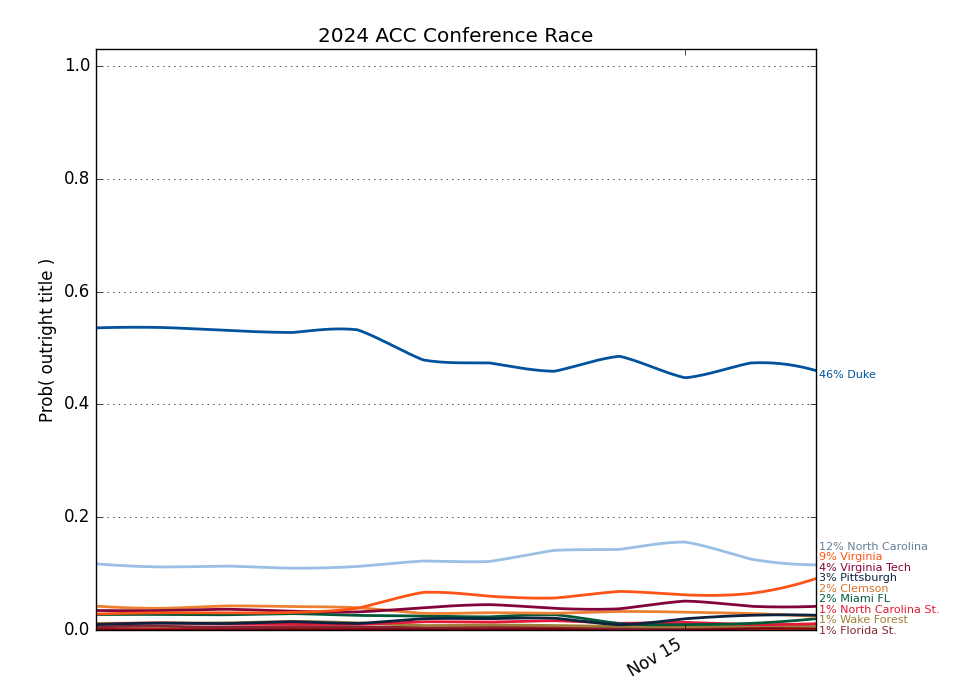 2024 ACC Conference Race
Prob( outright title )
1.0
0.8
0.6
0.4
0.2
0.0
Nov 15
46% Duke
12% North Carolina
9% Virginia
4% Virginia Tech
3% Pittsburgh
2% Clemson
2% Miami FL
1% North Carolina St.
1% Wake Forest
1% Florida St.